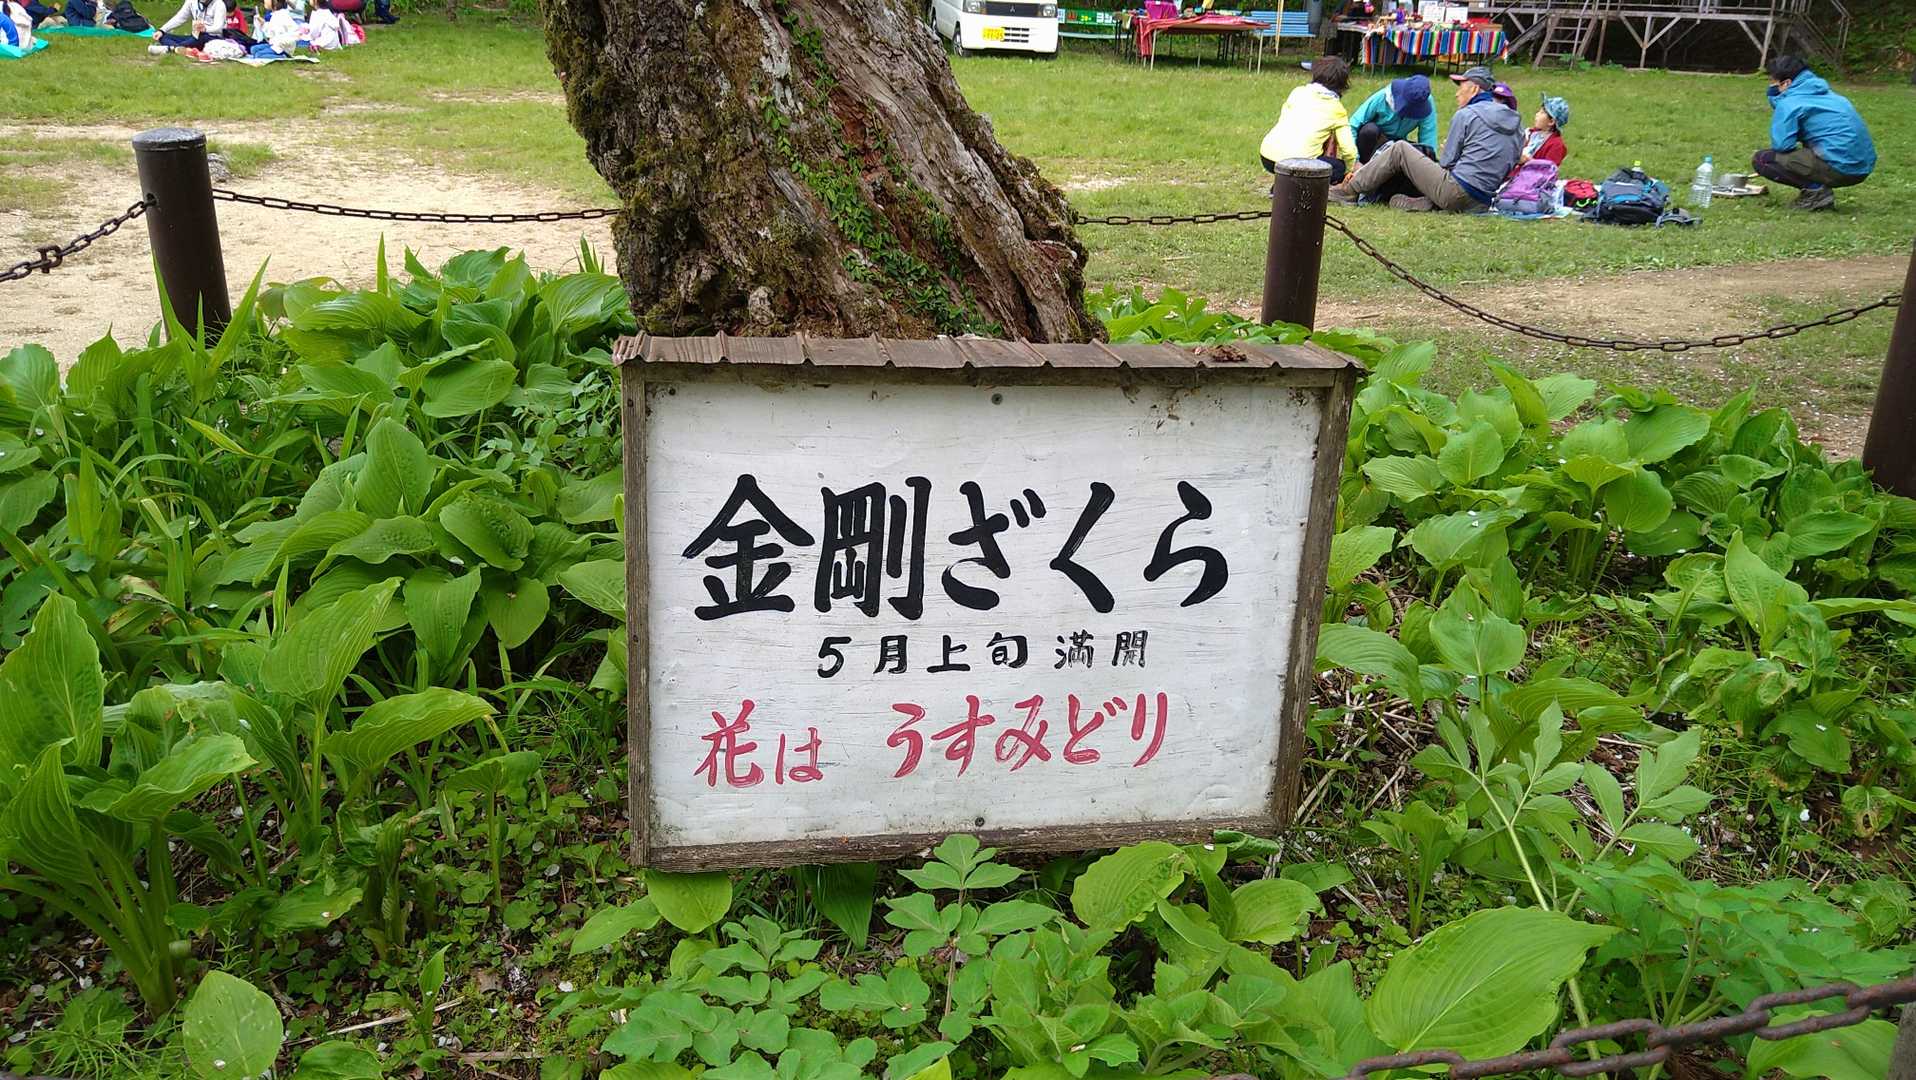 金剛ざくら
5月上旬 満開
花は うすみどり